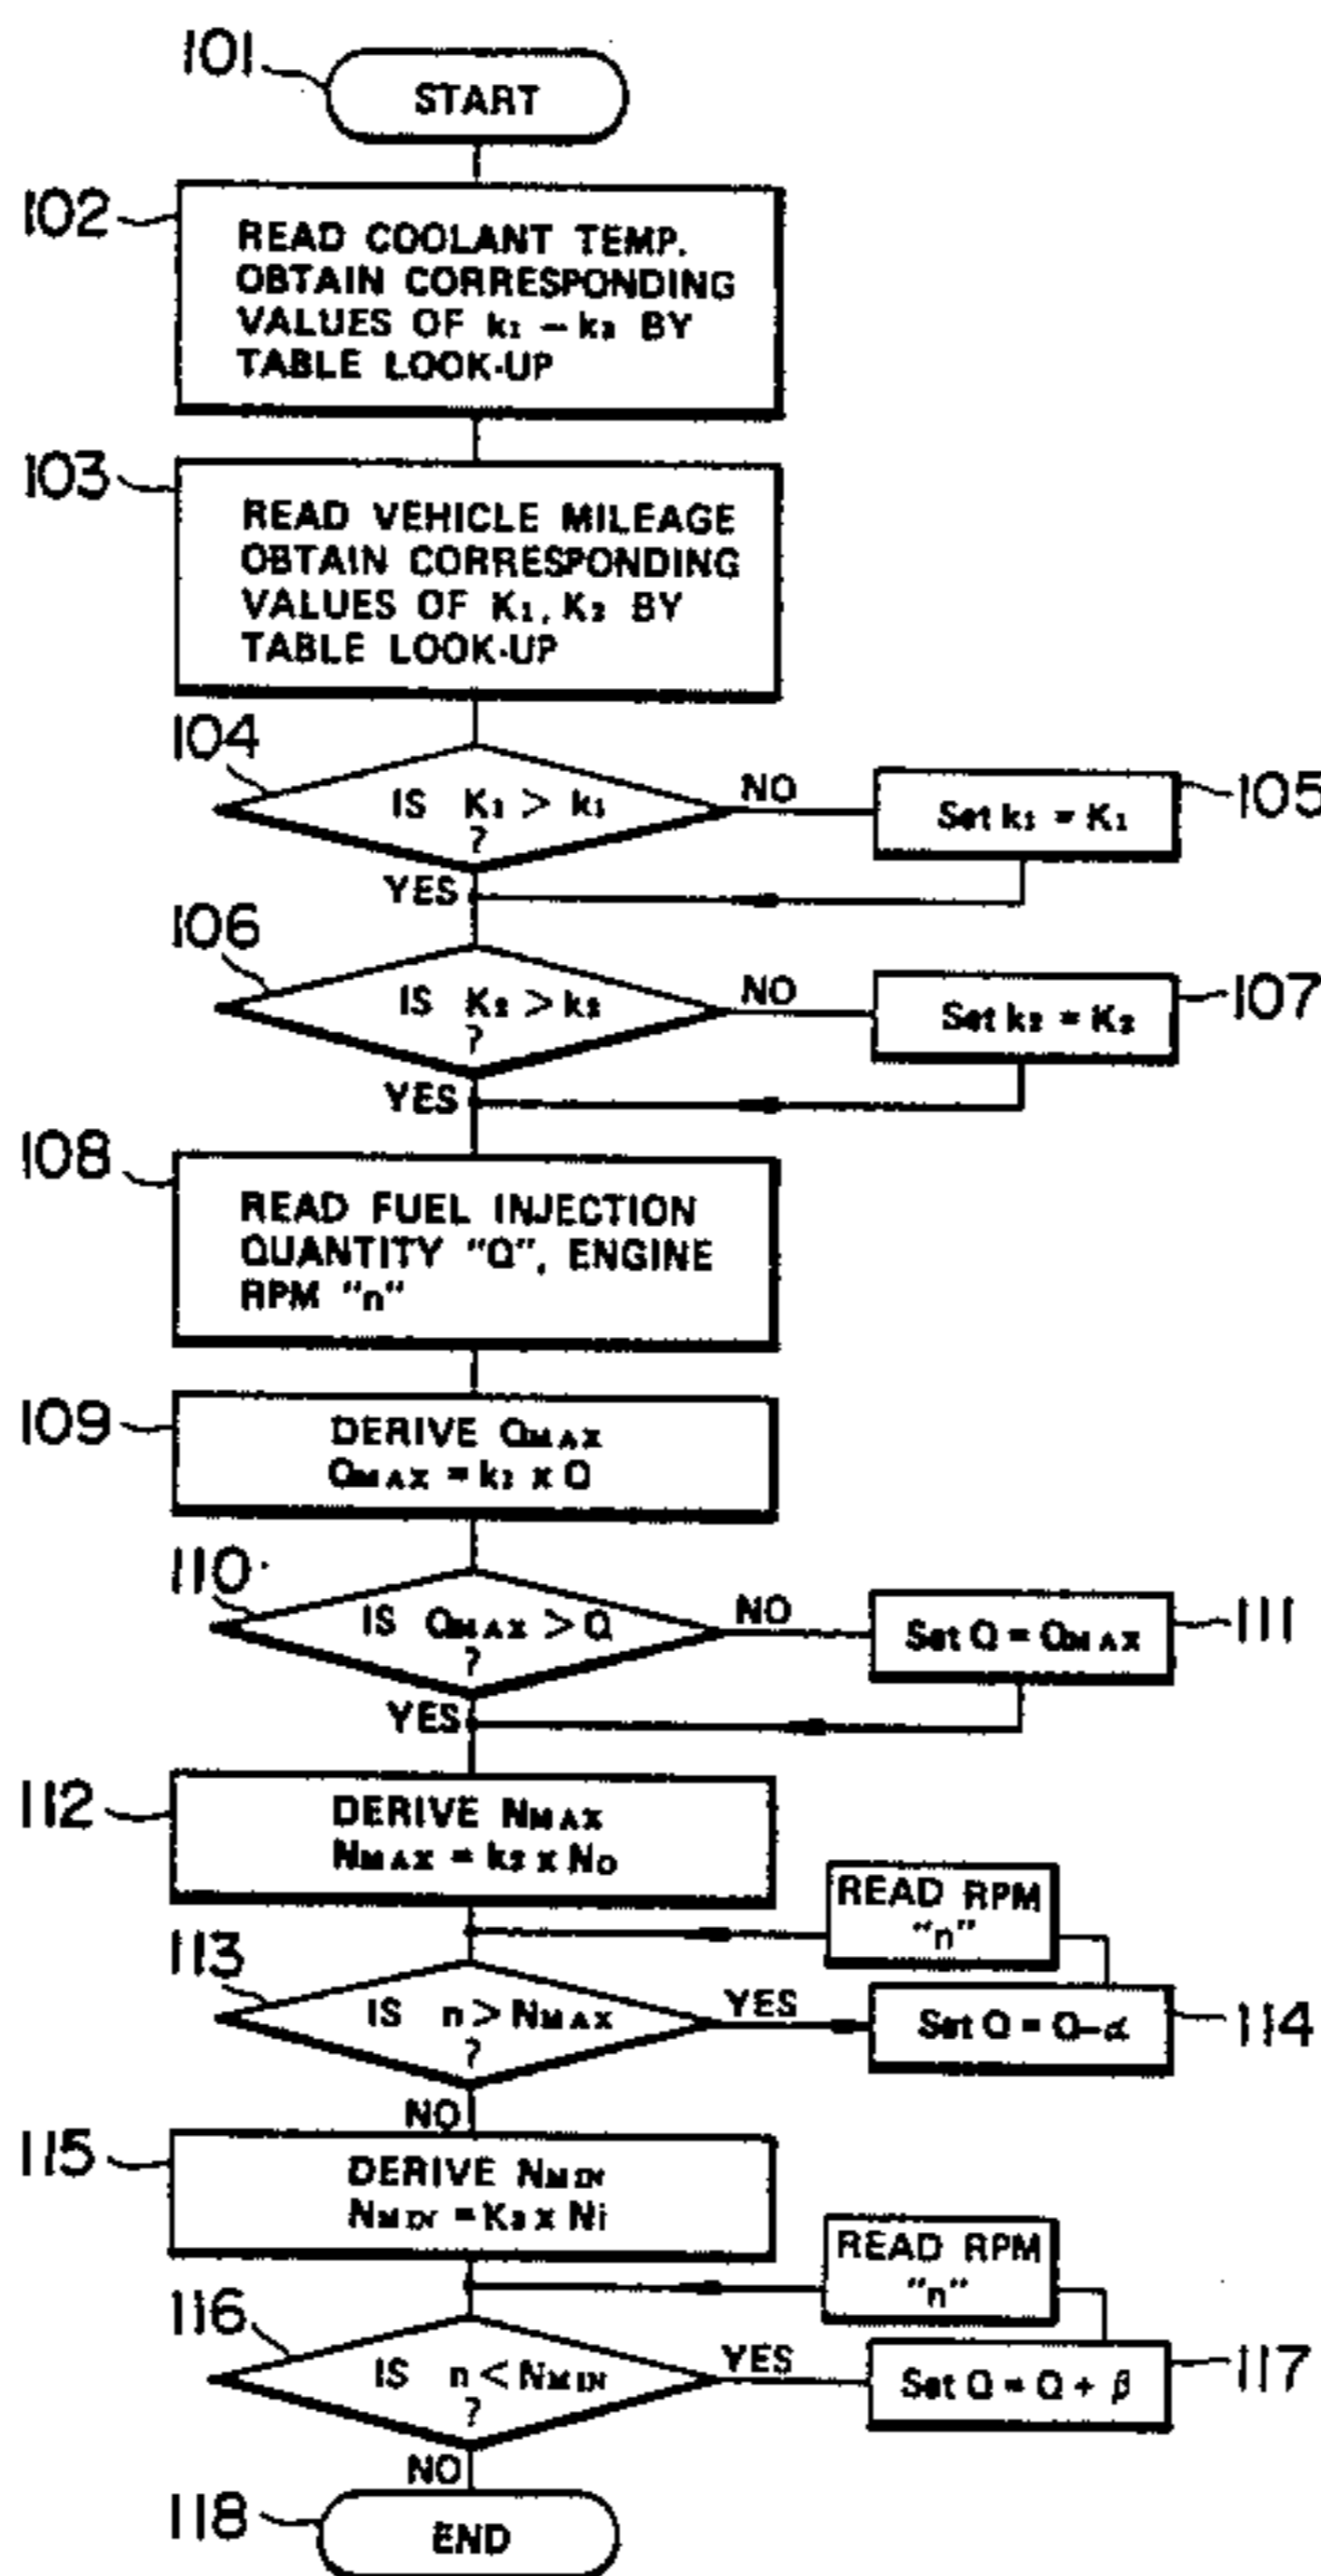 101
START
102
READ COOLANT TEMP.
OBTAIN CORRESPONDING
VALUES OF k₁ – k₃ BY
TABLE LOOK-UP
103
READ VEHICLE MILEAGE
OBTAIN CORRESPONDING
VALUES OF K₁, K₂ BY
TABLE LOOK-UP
104
IS K₁ > k₁
?
NO
YES
105
Set k₁ = K₁
106
IS K₂ > k₂
?
NO
YES
107
Set k₂ = K₂
108
READ FUEL INJECTION
QUANTITY "Q", ENGINE
RPM "n"
109
DERIVE QMAX
QMAX = k₁ x Q
110
IS QMAX > Q
?
NO
YES
111
Set Q = QMAX
112
DERIVE NMAX
NMAX = k₂ x NO
READ RPM
"n"
113
IS n > NMAX
?
YES
NO
114
Set Q = Q–α
115
DERIVE NMIN
NMIN = K₃ x Ni
READ RPM
"n"
116
IS n < NMIN
?
YES
NO
117
Set Q = Q + β
118
END